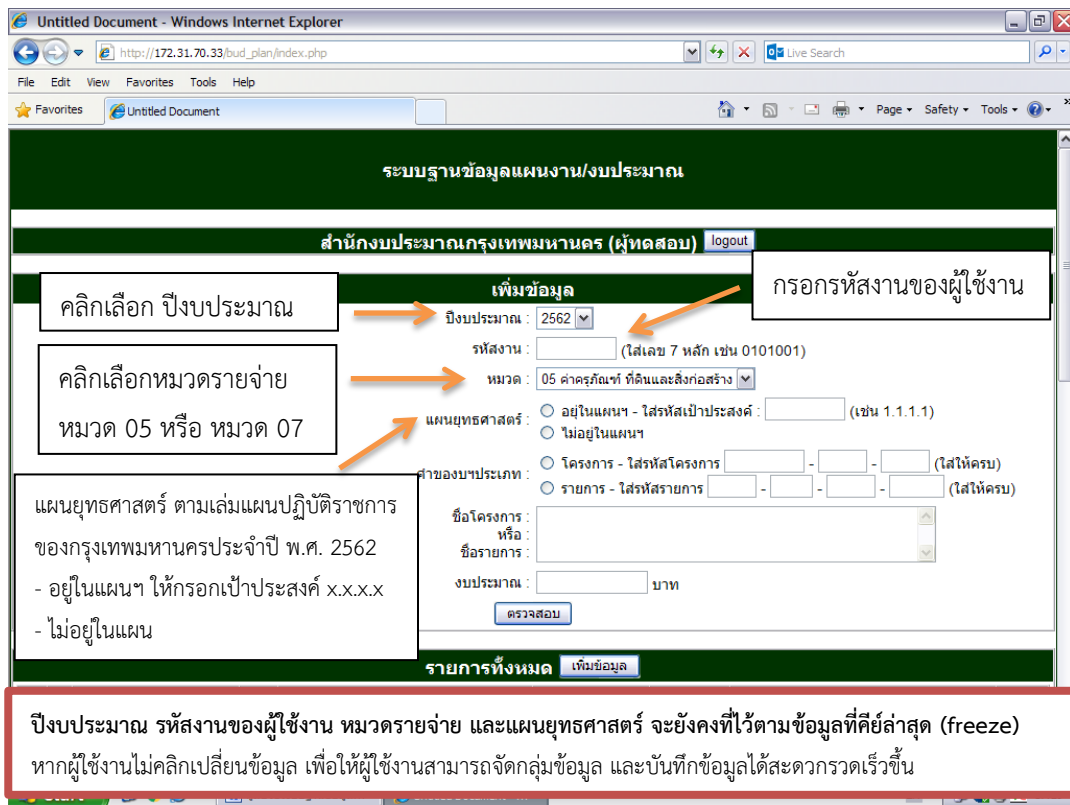 Untitled Document - Windows Internet Explorer
http://172.31.70.33/bud_plan/index.php
Live Search
File Edit View Favorites Tools Help
Favorites Untitled Document Page Safety Tools
ระบบฐานข้อมูลแผนงาน/งบประมาณ
สำนักงบประมาณกรุงเทพมหานคร (ผู้ทดสอบ) logout
เพิ่มข้อมูล
คลิกเลือก ปีงบประมาณ
กรอกรหัสงานของผู้ใช้งาน
ปีงบประมาณ : 2562
รหัสงาน : (ใส่เลข 7 หลัก เช่น 0101001)
คลิกเลือกหมวดรายจ่าย
หมวด 05 หรือ หมวด 07
หมวด : 05 ค่าครุภัณฑ์ ที่ดินและสิ่งก่อสร้าง
แผนยุทธศาสตร์ : อยู่ในแผนฯ - ใส่รหัสเป้าประสงค์ : (เช่น 1.1.1.1)
ไม่อยู่ในแผนฯ
คำของบฯประเภท : โครงการ - ใส่รหัสโครงการ - - (ใส่ให้ครบ)
รายการ - ใส่รหัสรายการ - - - (ใส่ให้ครบ)
แผนยุทธศาสตร์ ตามเล่มแผนปฏิบัติราชการ
ของกรุงเทพมหานครประจำปี พ.ศ. 2562
- อยู่ในแผนฯ ให้กรอกเป้าประสงค์ x.x.x.x
- ไม่อยู่ในแผน
ชื่อโครงการ :
หรือ :
ชื่อรายการ :
งบประมาณ : บาท
ตรวจสอบ
รายการทั้งหมด เพิ่มข้อมูล
ปีงบประมาณ รหัสงานของผู้ใช้งาน หมวดรายจ่าย และแผนยุทธศาสตร์ จะยังคงที่ไว้ตามข้อมูลที่คีย์ล่าสุด (freeze)
หากผู้ใช้งานไม่คลิกเปลี่ยนข้อมูล เพื่อให้ผู้ใช้งานสามารถจัดกลุ่มข้อมูล และบันทึกข้อมูลได้สะดวกรวดเร็วขึ้น